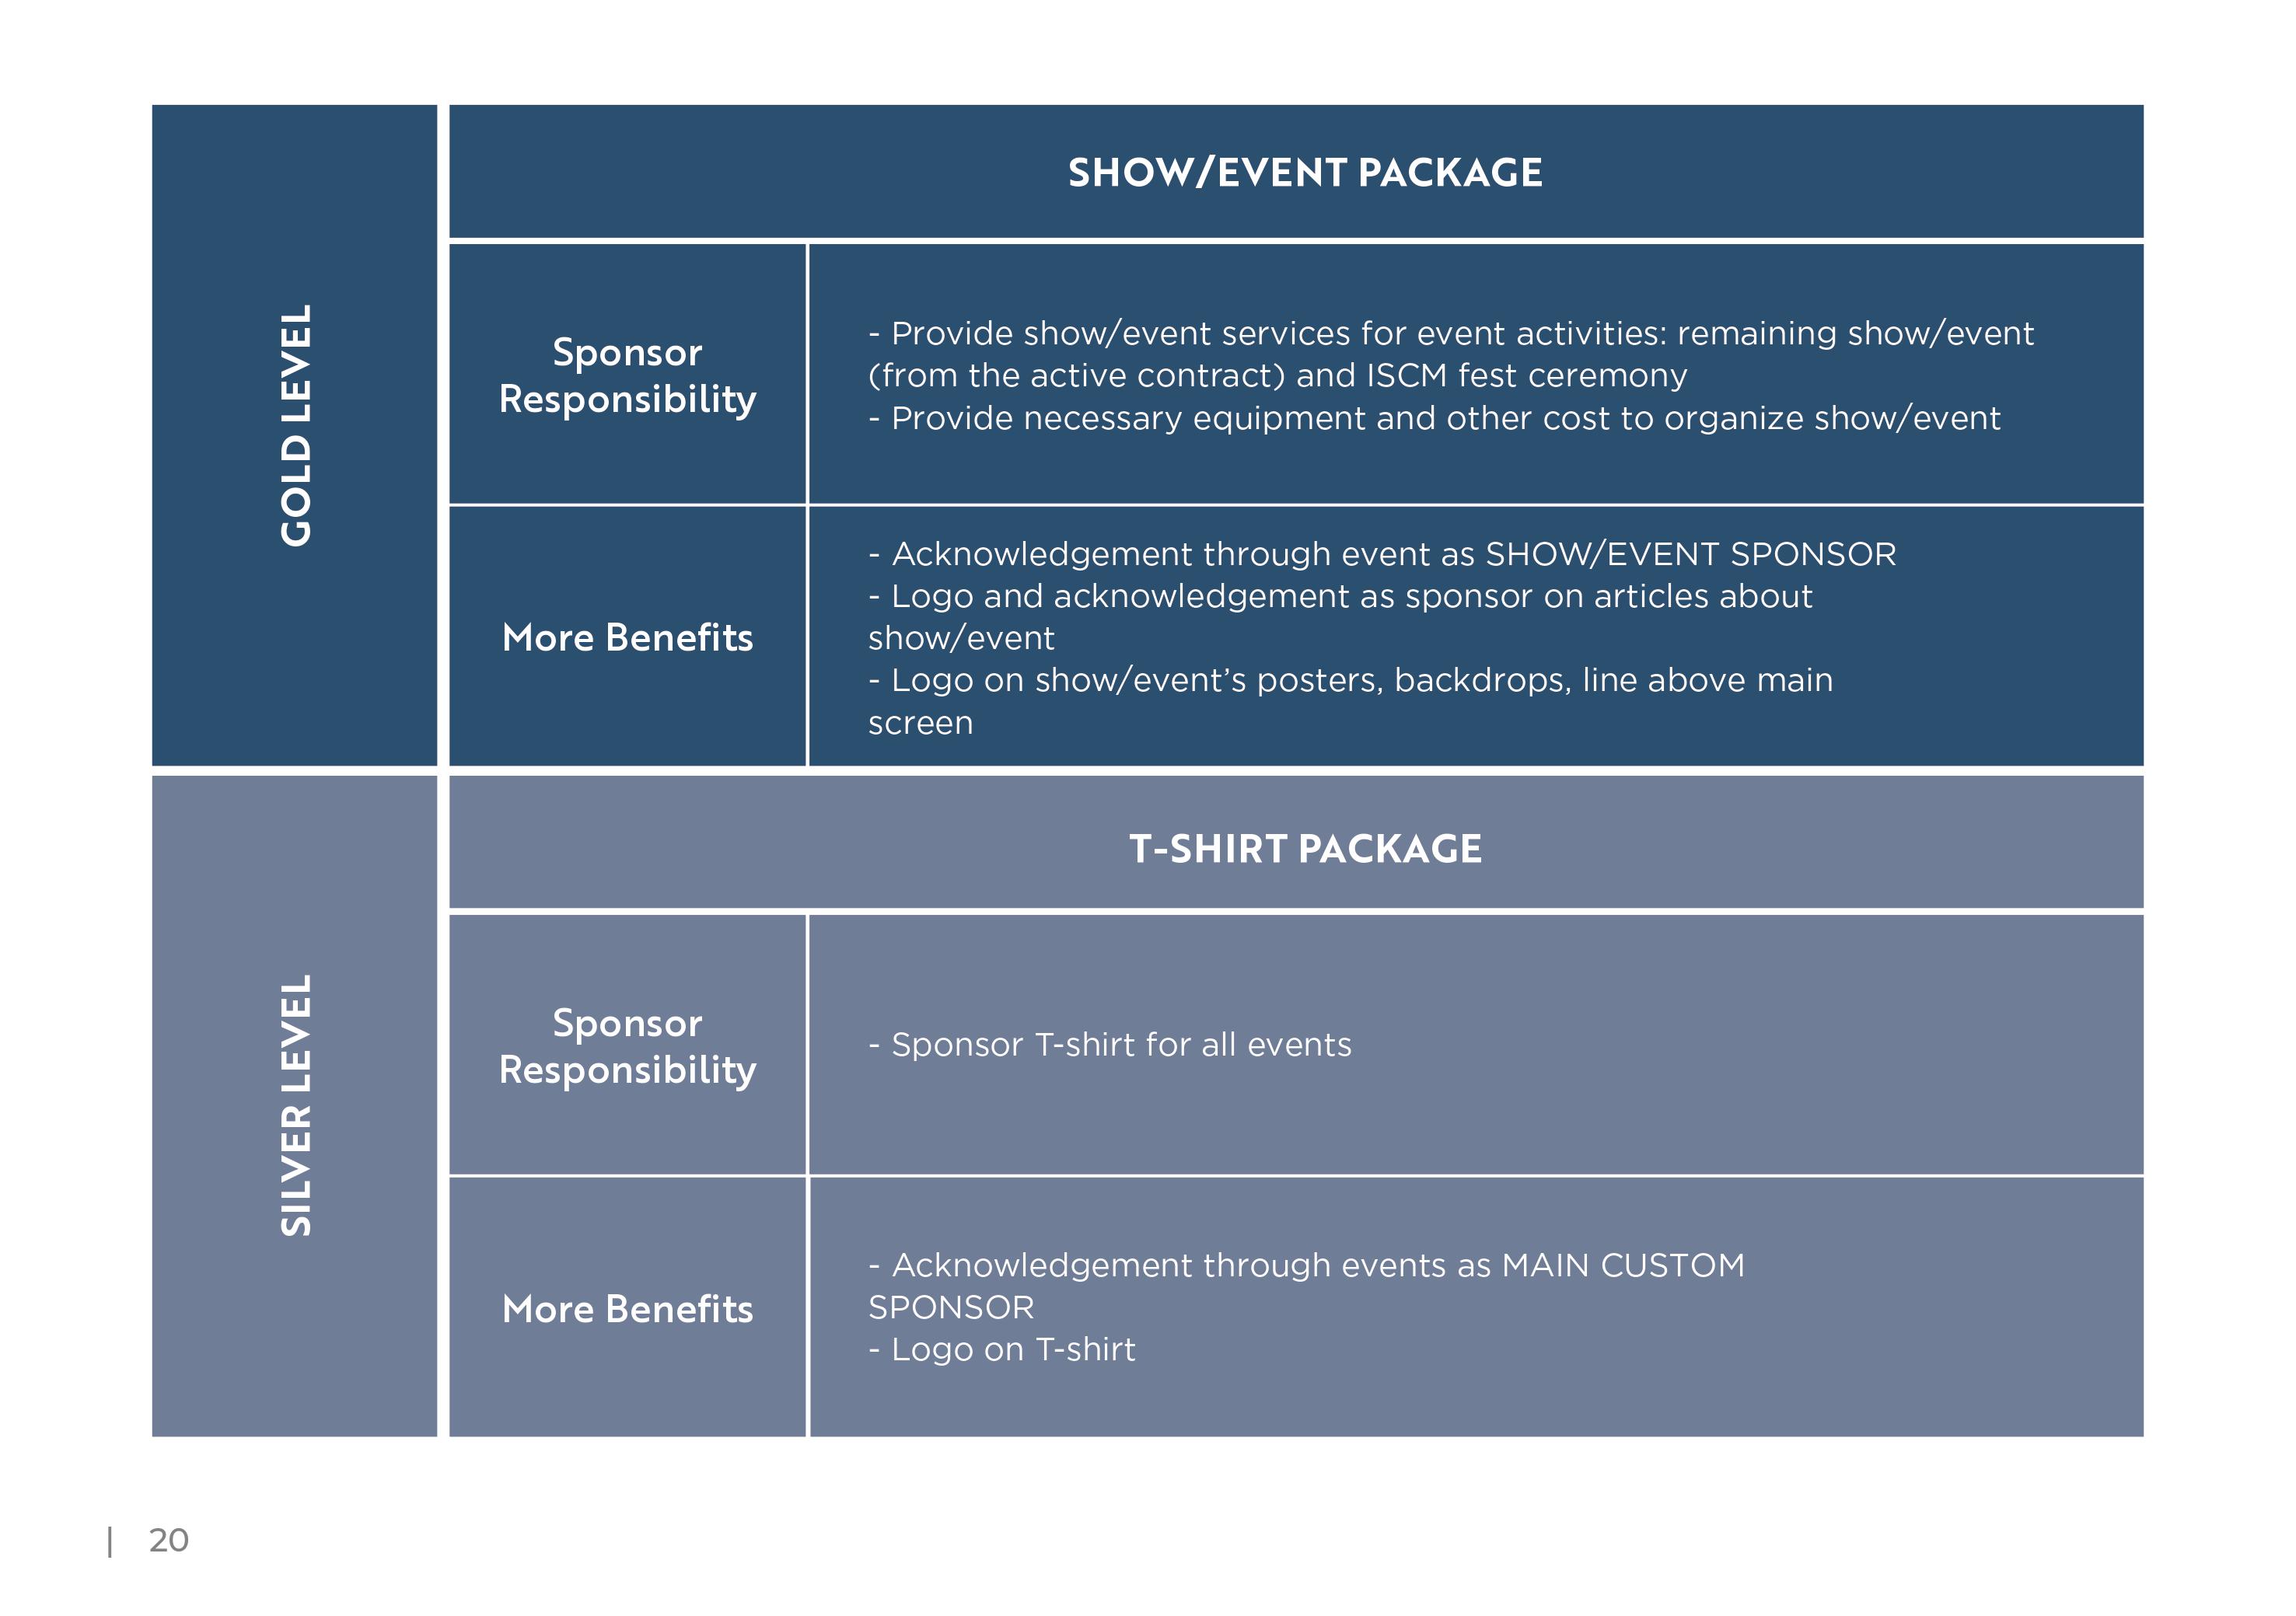 GOLD LEVEL
SHOW/EVENT PACKAGE
Sponsor
Responsibility
- Provide show/event services for event activities: remaining show/event
(from the active contract) and ISCM fest ceremony
- Provide necessary equipment and other cost to organize show/event
More Benefits
- Acknowledgement through event as SHOW/EVENT SPONSOR
- Logo and acknowledgement as sponsor on articles about
show/event
- Logo on show/event’s posters, backdrops, line above main
screen
SILVER LEVEL
T-SHIRT PACKAGE
Sponsor
Responsibility
- Sponsor T-shirt for all events
More Benefits
- Acknowledgement through events as MAIN CUSTOM
SPONSOR
- Logo on T-shirt
| 20